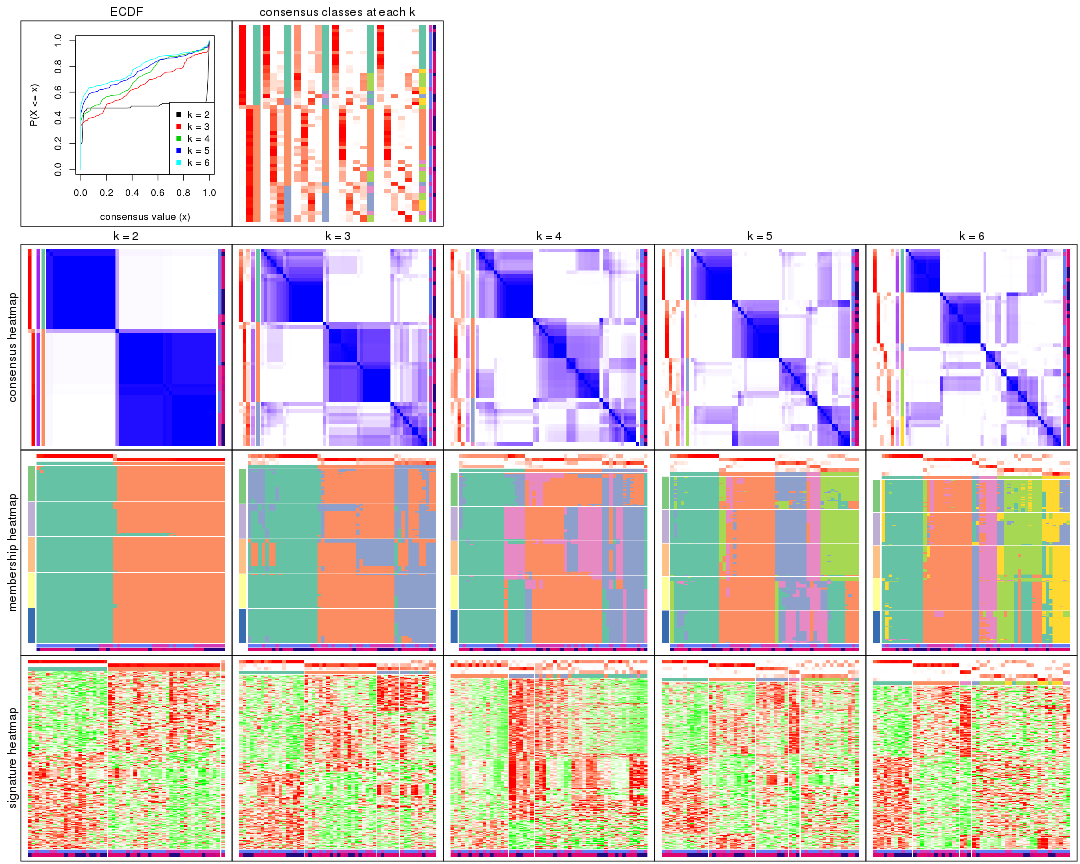 ECDF
consensus classes at each k
P(X <= x)
1.0
0.8
0.6
0.4
0.2
0.0
k = 2
k = 3
k = 4
k = 5
k = 6
0.0 0.2 0.4 0.6 0.8 1.0
consensus value (x)
k = 2 k = 3 k = 4 k = 5 k = 6
consensus heatmap
membership heatmap
signature heatmap